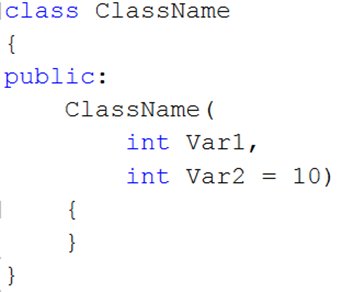 class ClassName
{
public:
    ClassName(
        int Var1,
        int Var2 = 10)
    {
    }
}